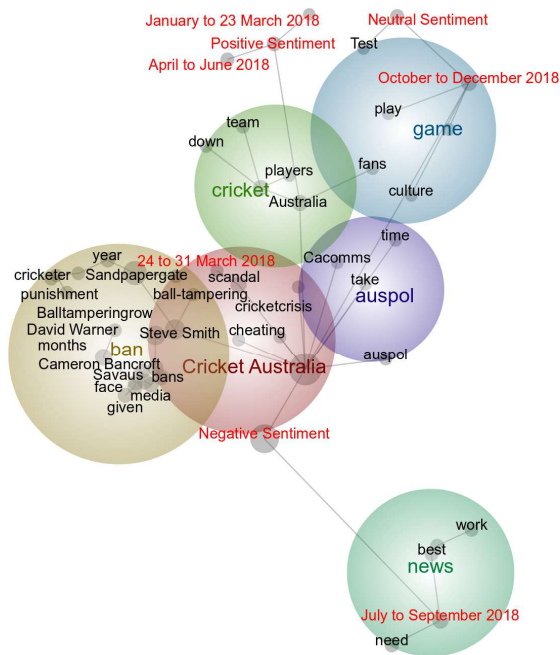 January to 23 March 2018
Neutral Sentiment
Positive Sentiment
Test
April to June 2018
October to December 2018
play
team
game
down
players
fans
cricket
culture
Australia
time
year
24 to 31 March 2018
Cacomms
cricketer
Sandpapergate
scandal
take
punishment
ball-tampering
auspol
Balltamperingrow
cricketcrisis
David Warner
Steve Smith
cheating
months
ban
auspol
Cameron Bancroft
Cricket Australia
Savaus
bans
face
media
given
Negative Sentiment
work
best
news
July to September 2018
need